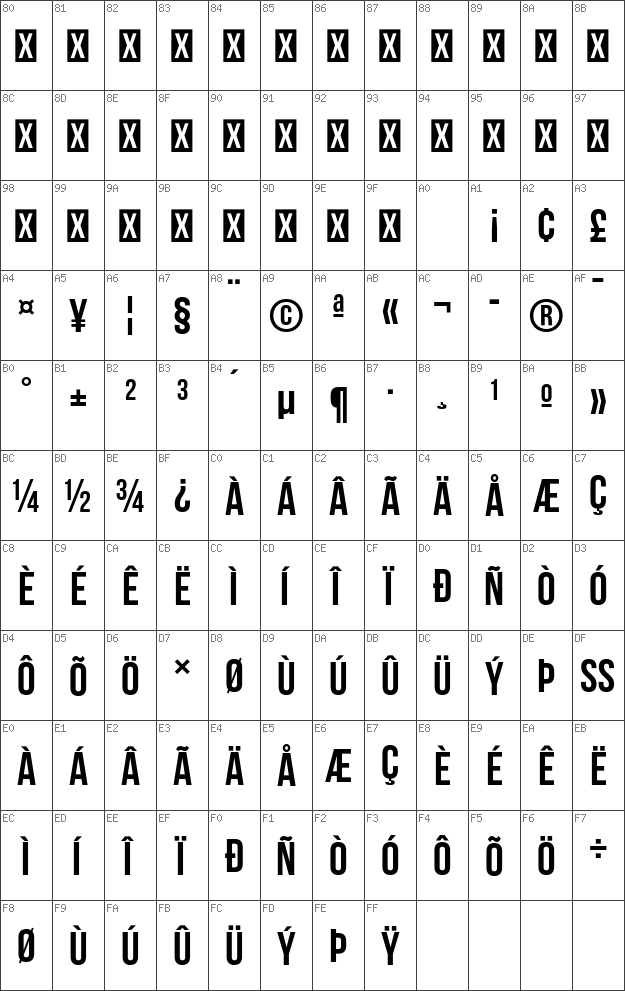 80 81 82 83 84 85 86 87 88 89 8A 8B
X X X X X X X X X X X X
8C 8D 8E 8F 90 91 92 93 94 95 96 97
X X X X X X X X X X X X
98 99 9A 9B 9C 9D 9E 9F A0 A1 A2 A3
X X X X X X X X ¡ ¢ £
A4 A5 A6 A7 A8 A9 AA AB AC AD AE AF
¤ ¥ ¦ § ¨ © ª « ¬ - ® ¯
B0 B1 B2 B3 B4 B5 B6 B7 B8 B9 BA BB
° ± ² ³ ´ µ ¶ · ¸ ¹ º »
BC BD BE BF C0 C1 C2 C3 C4 C5 C6 C7
¼ ½ ¾ ¿ À Á Â Ã Ä Å Æ Ç
C8 C9 CA CB CC CD CE CF D0 D1 D2 D3
È É Ê Ë Ì Í Î Ï Ð Ñ Ò Ó
D4 D5 D6 D7 D8 D9 DA DB DC DD DE DF
Ô Õ Ö × Ø Ù Ú Û Ü Ý Þ SS
E0 E1 E2 E3 E4 E5 E6 E7 E8 E9 EA EB
À Á Â Ã Ä Å Æ Ç È É Ê Ë
EC ED EE EF F0 F1 F2 F3 F4 F5 F6 F7
Ì Í Î Ï Ð Ñ Ò Ó Ô Õ Ö ÷
F8 F9 FA FB FC FD FE FF
Ø Ù Ú Û Ü Ý Þ Ÿ